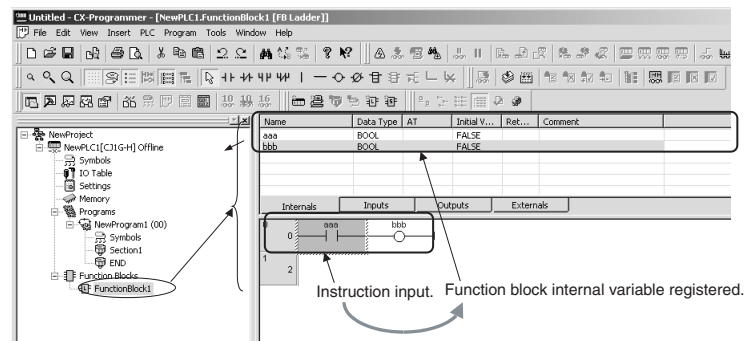 Untitled - CX-Programmer - [NewPLC1.FunctionBlock1 [FB Ladder]]
File Edit View Insert PLC Program Tools Window Help
10 10 16
Name Data Type AT Initial V... Ret... Comment
aaa BOOL FALSE
bbb BOOL FALSE
Internals Inputs Outputs Externals
NewProject
NewPLC1[CJ1G-H] Offline
Symbols
IO Table
Settings
Memory
Programs
NewProgram1 (00)
Symbols
Section1
END
Function Blocks
FunctionBlock1
0
0
aaa bbb
1
2
Instruction input. Function block internal variable registered.